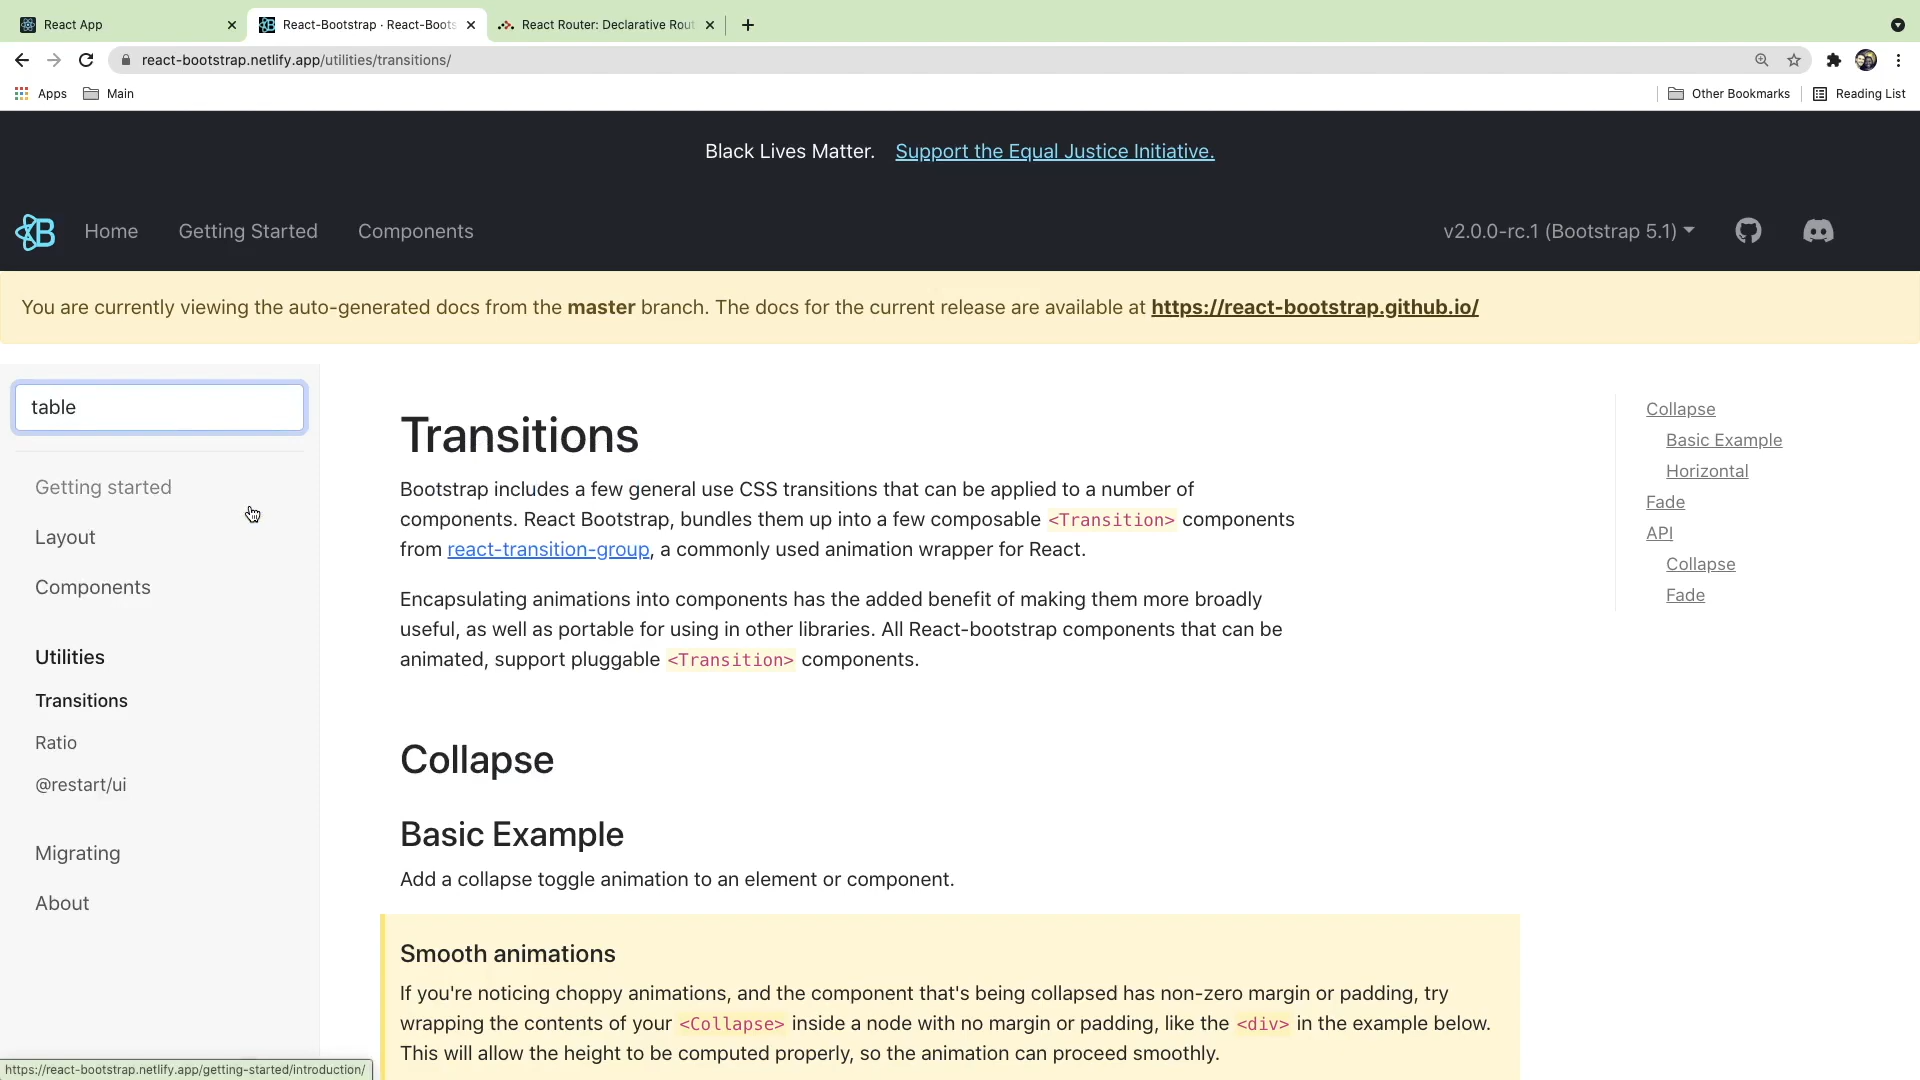 React App
React-Bootstrap · React-Boots
React Router: Declarative Rout
react-bootstrap.netlify.app/utilities/transitions/
Apps
Main
Other Bookmarks
Reading List
Black Lives Matter. Support the Equal Justice Initiative.
Home
Getting Started
Components
v2.0.0-rc.1 (Bootstrap 5.1)
You are currently viewing the auto-generated docs from the master branch. The docs for the current release are available at https://react-bootstrap.github.io/
table
Getting started
Layout
Components
Utilities
Transitions
Ratio
@restart/ui
Migrating
About
Transitions
Bootstrap includes a few general use CSS transitions that can be applied to a number of
components. React Bootstrap, bundles them up into a few composable <Transition> components
from react-transition-group, a commonly used animation wrapper for React.
Encapsulating animations into components has the added benefit of making them more broadly
useful, as well as portable for using in other libraries. All React-bootstrap components that can be
animated, support pluggable <Transition> components.
Collapse
Basic Example
Add a collapse toggle animation to an element or component.
Smooth animations
If you're noticing choppy animations, and the component that's being collapsed has non-zero margin or padding, try
wrapping the contents of your <Collapse> inside a node with no margin or padding, like the <div> in the example below.
This will allow the height to be computed properly, so the animation can proceed smoothly.
Collapse
Basic Example
Horizontal
Fade
API
Collapse
Fade
https://react-bootstrap.netlify.app/getting-started/introduction/